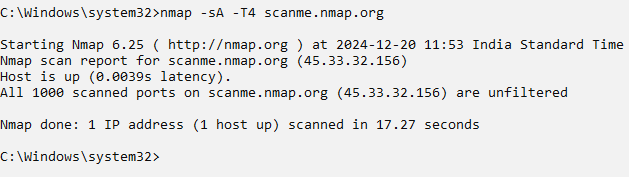 C:\Windows\system32>nmap -sA -T4 scanme.nmap.org
Starting Nmap 6.25 ( http://nmap.org ) at 2024-12-20 11:53 India Standard Time
Nmap scan report for scanme.nmap.org (45.33.32.156)
Host is up (0.0039s latency).
All 1000 scanned ports on scanme.nmap.org (45.33.32.156) are unfiltered
Nmap done: 1 IP address (1 host up) scanned in 17.27 seconds
C:\Windows\system32>